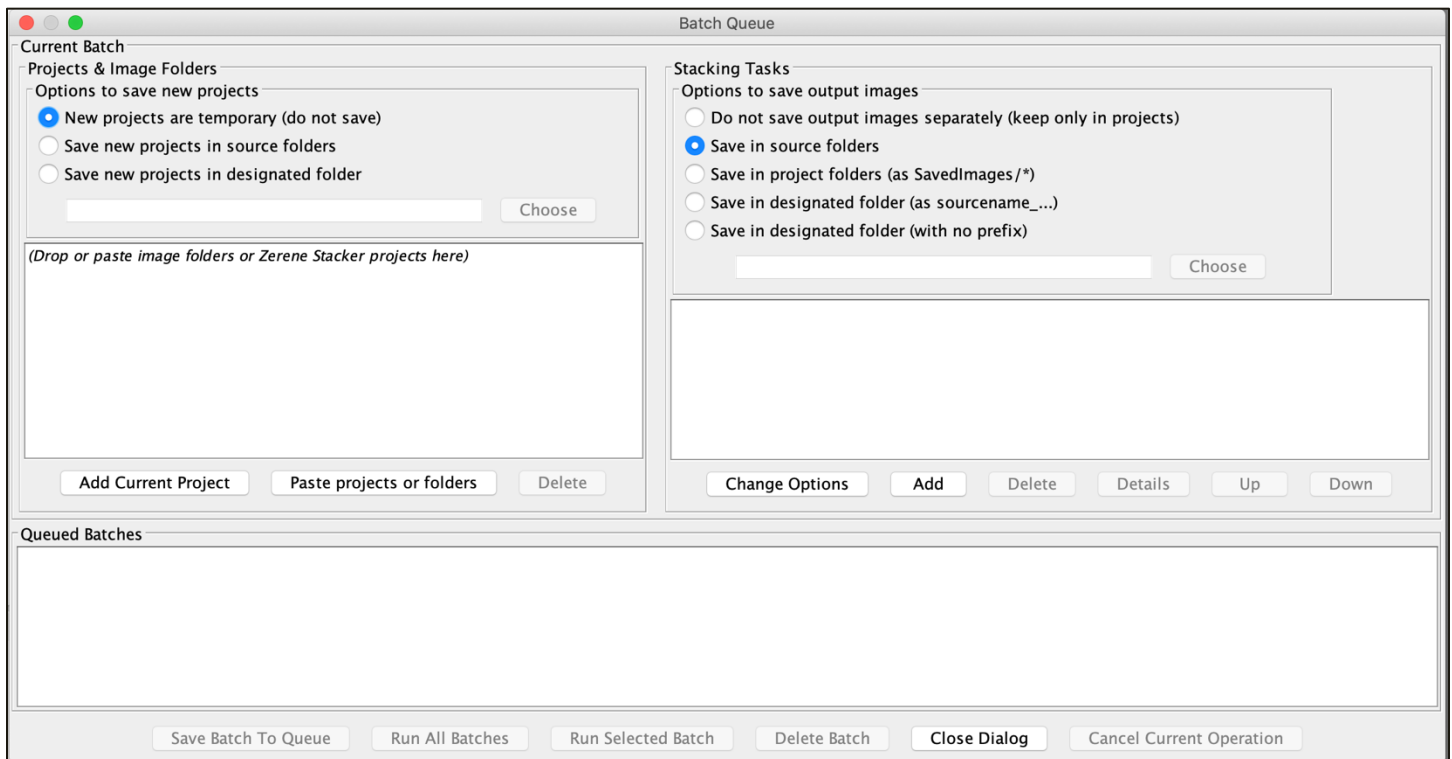 Batch Queue
Current Batch
Projects & Image Folders
Options to save new projects
New projects are temporary (do not save)
Save new projects in source folders
Save new projects in designated folder
Choose
(Drop or paste image folders or Zerene Stacker projects here)
Add Current Project Paste projects or folders Delete
Stacking Tasks
Options to save output images
Do not save output images separately (keep only in projects)
Save in source folders
Save in project folders (as SavedImages/*)
Save in designated folder (as sourcename_...)
Save in designated folder (with no prefix)
Choose
Change Options Add Delete Details Up Down
Queued Batches
Save Batch To Queue Run All Batches Run Selected Batch Delete Batch Close Dialog Cancel Current Operation